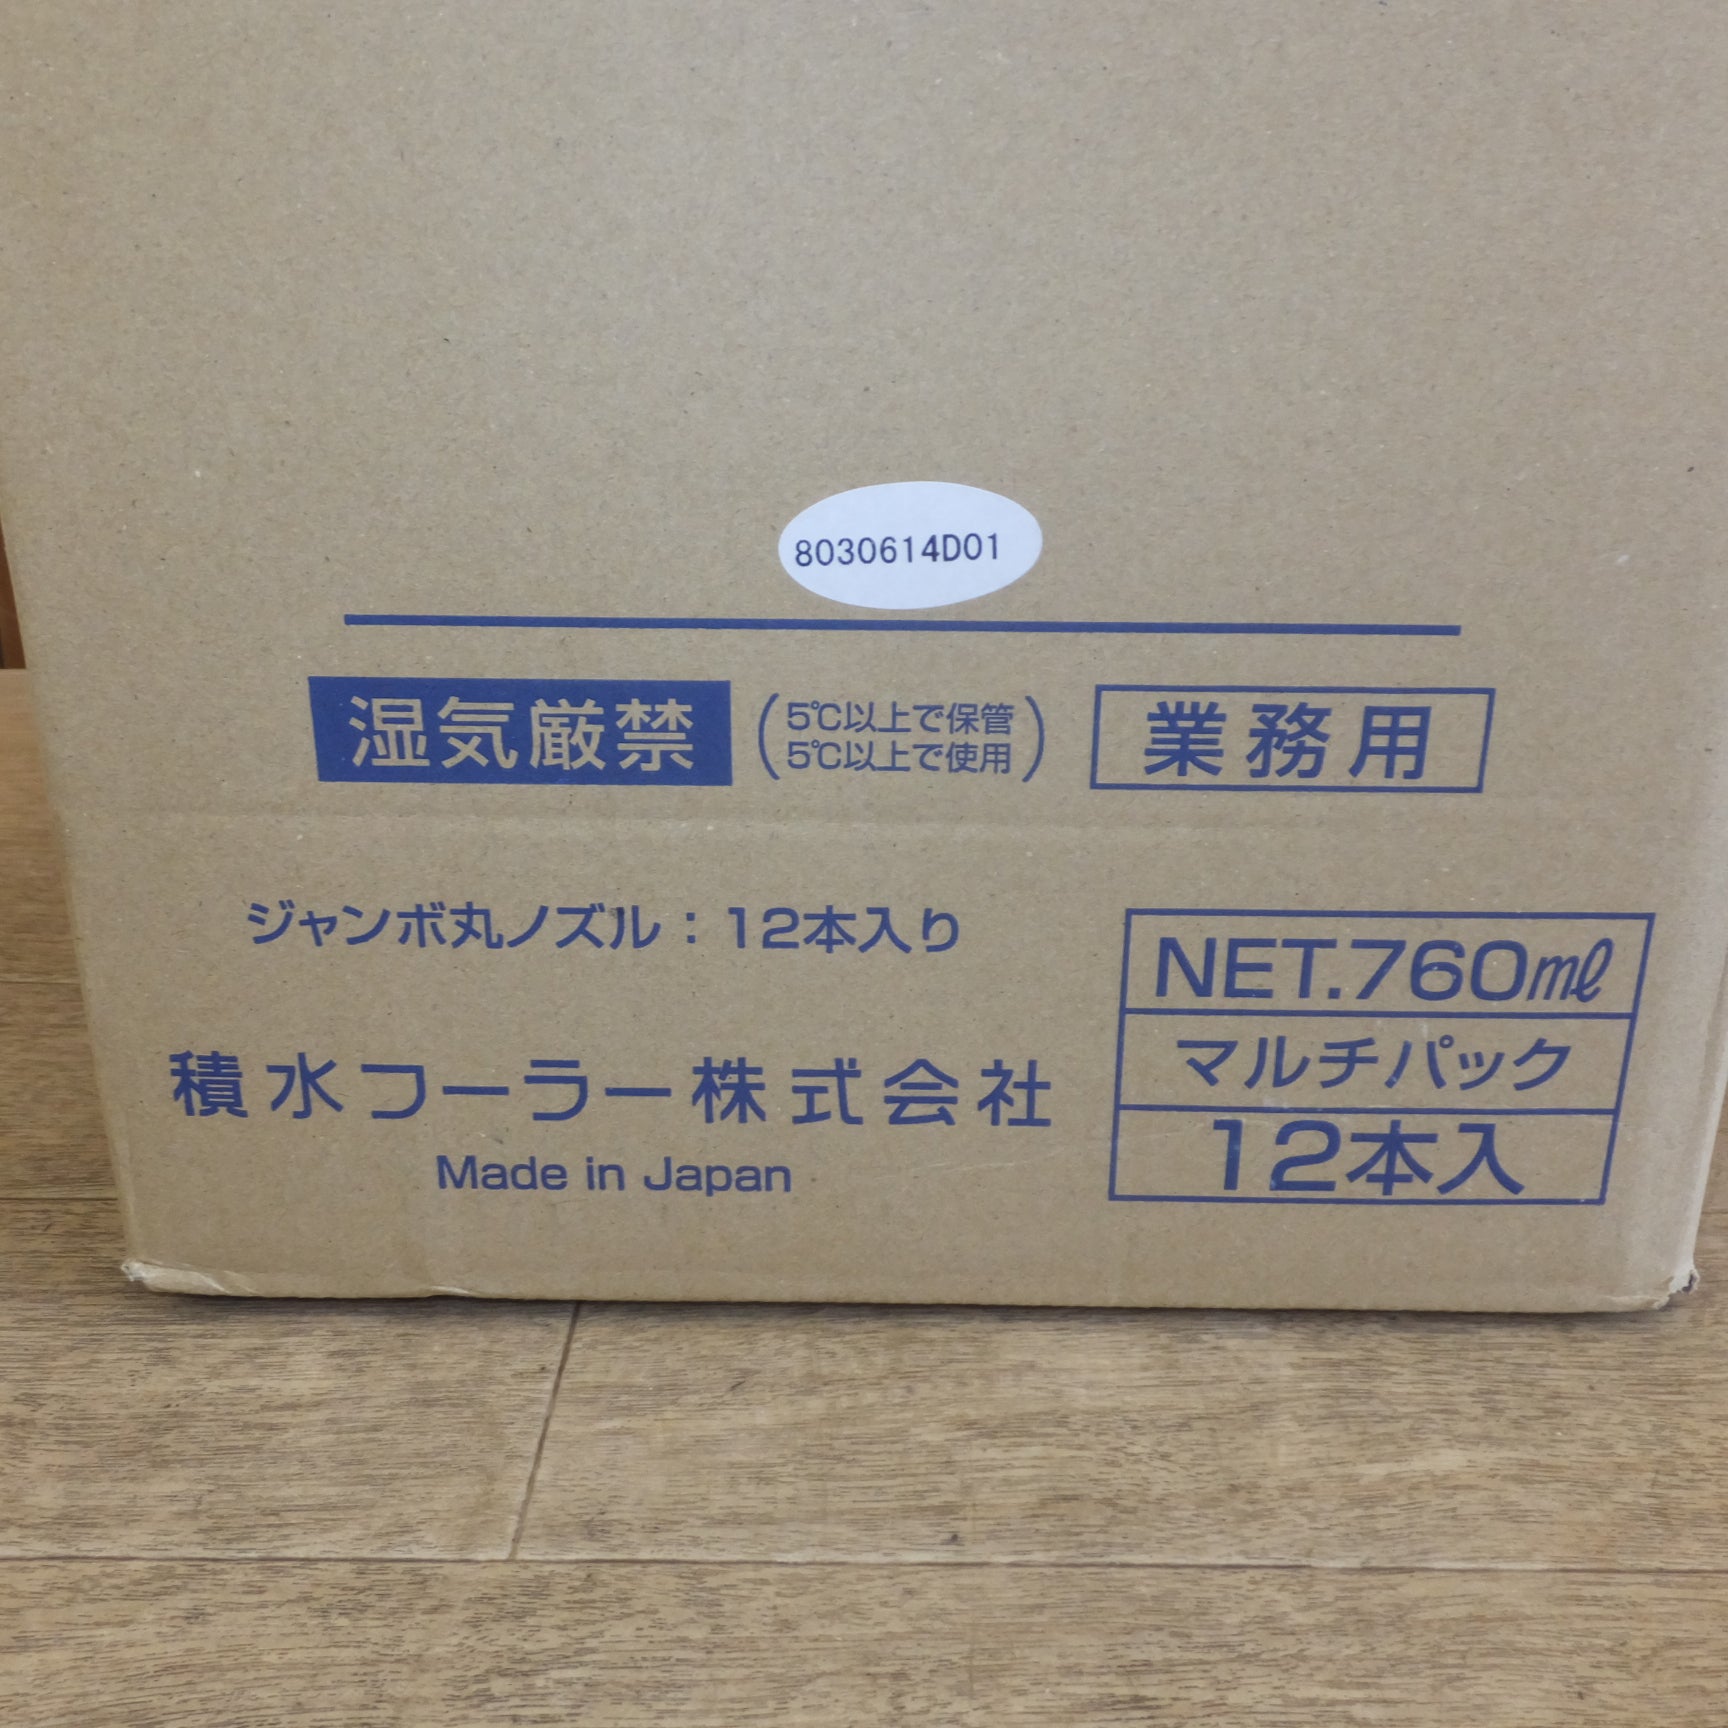 8030614D01
湿気厳禁 (5℃以上で保管 5℃以上で使用) 業務用
ジャンボ丸ノズル：12本入り
積水フーラー株式会社
Made in Japan
NET.760mℓ
マルチパック
12本入